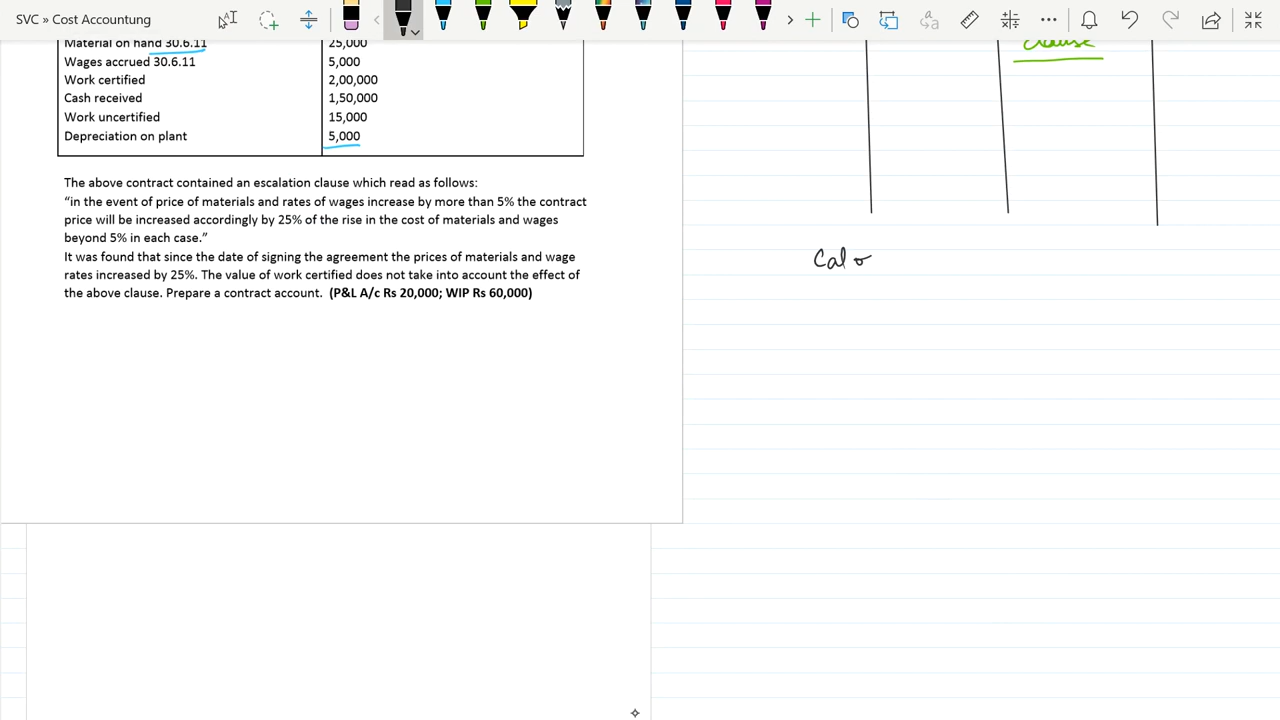 SVC » Cost Accountung
Material on hand 30.6.11 25,000
Wages accrued 30.6.11 5,000
Work certified 2,00,000
Cash received 1,50,000
Work uncertified 15,000
Depreciation on plant 5,000
The above contract contained an escalation clause which read as follows:
“in the event of price of materials and rates of wages increase by more than 5% the contract
price will be increased accordingly by 25% of the rise in the cost of materials and wages
beyond 5% in each case.”
It was found that since the date of signing the agreement the prices of materials and wage
rates increased by 25%. The value of work certified does not take into account the effect of
the above clause. Prepare a contract account. (P&L A/c Rs 20,000; WIP Rs 60,000)
clause
Cal o